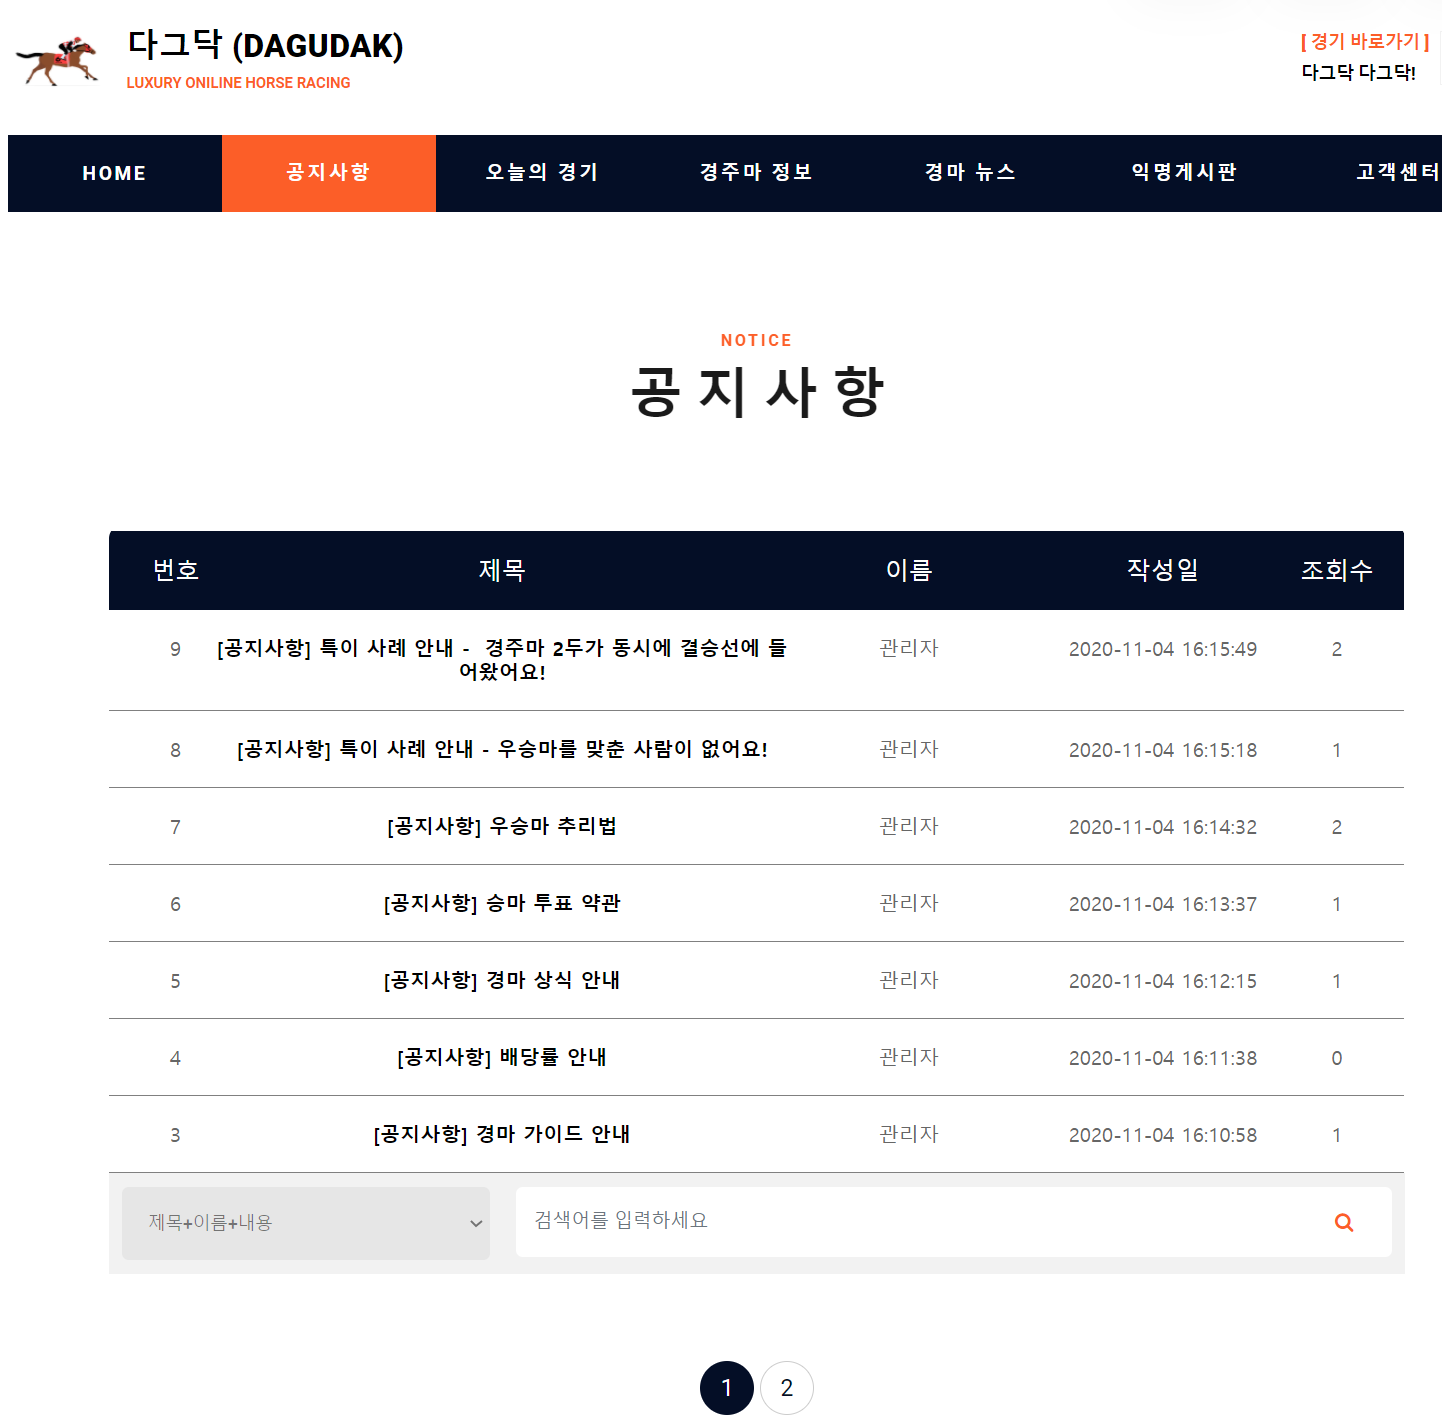 다그닥 (DAGUDAK)
LUXURY ONILINE HORSE RACING
[ 경기 바로가기 ]
다그닥 다그닥!
HOME 공지사항 오늘의 경기 경주마 정보 경마 뉴스 익명게시판 고객센터
NOTICE
공지사항
번호 제목 이름 작성일 조회수
9 [공지사항] 특이 사례 안내 - 경주마 2두가 동시에 결승선에 들 관리자 2020-11-04 16:15:49 2
어왔어요!
8 [공지사항] 특이 사례 안내 - 우승마를 맞춘 사람이 없어요! 관리자 2020-11-04 16:15:18 1
7 [공지사항] 우승마 추리법 관리자 2020-11-04 16:14:32 2
6 [공지사항] 승마 투표 약관 관리자 2020-11-04 16:13:37 1
5 [공지사항] 경마 상식 안내 관리자 2020-11-04 16:12:15 1
4 [공지사항] 배당률 안내 관리자 2020-11-04 16:11:38 0
3 [공지사항] 경마 가이드 안내 관리자 2020-11-04 16:10:58 1
제목+이름+내용 검색어를 입력하세요
1 2